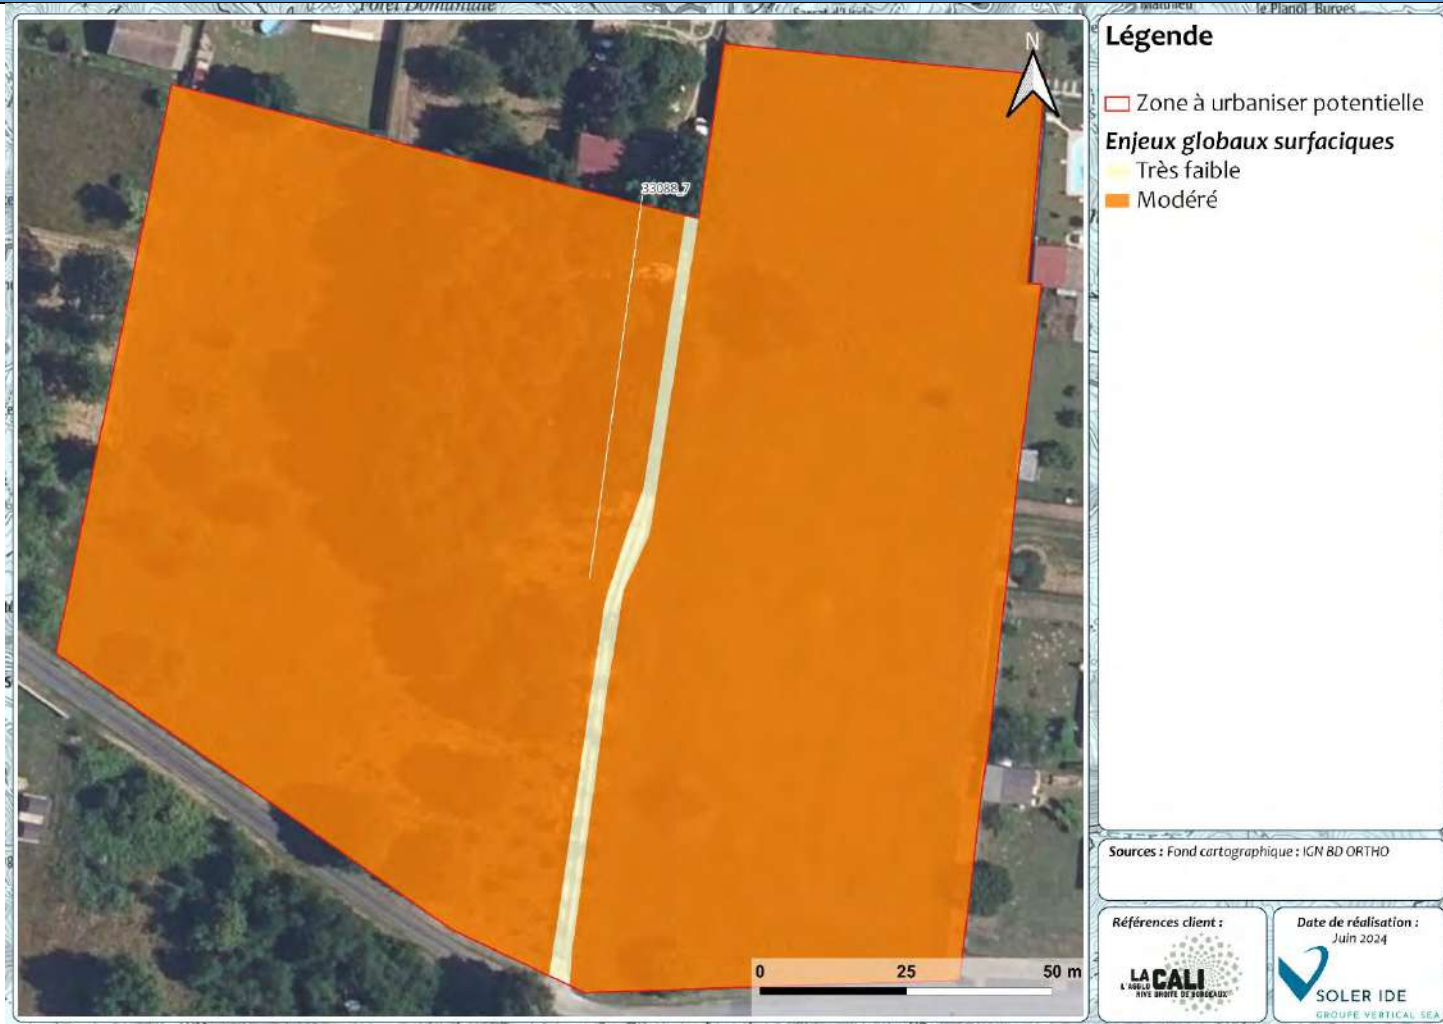 Forêt Domaniale
le Planol Burges
N
33088_7
0 25 50 m
Légende
Zone à urbaniser potentielle
Enjeux globaux surfaciques
Très faible
Modéré
Sources : Fond cartographique : IGN BD ORTHO
Références client :
LA CALI
L'AGGLO
RIVE DROITE DE BORDEAUX
Date de réalisation :
Juin 2024
SOLER IDE
GROUPE VERTICAL SEA